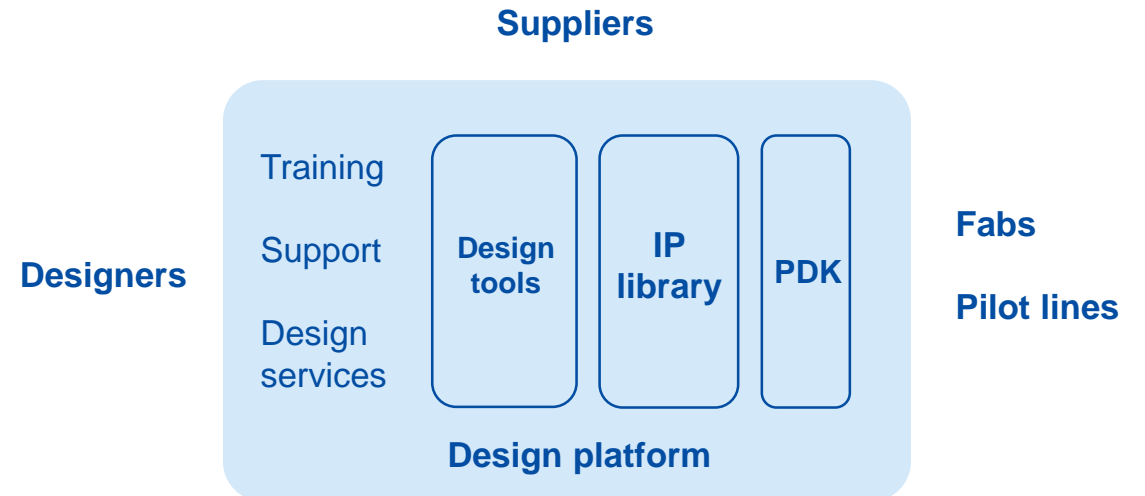 Suppliers
Designers
Training
Support
Design
services
Design
tools
IP
library
PDK
Fabs
Pilot lines
Design platform